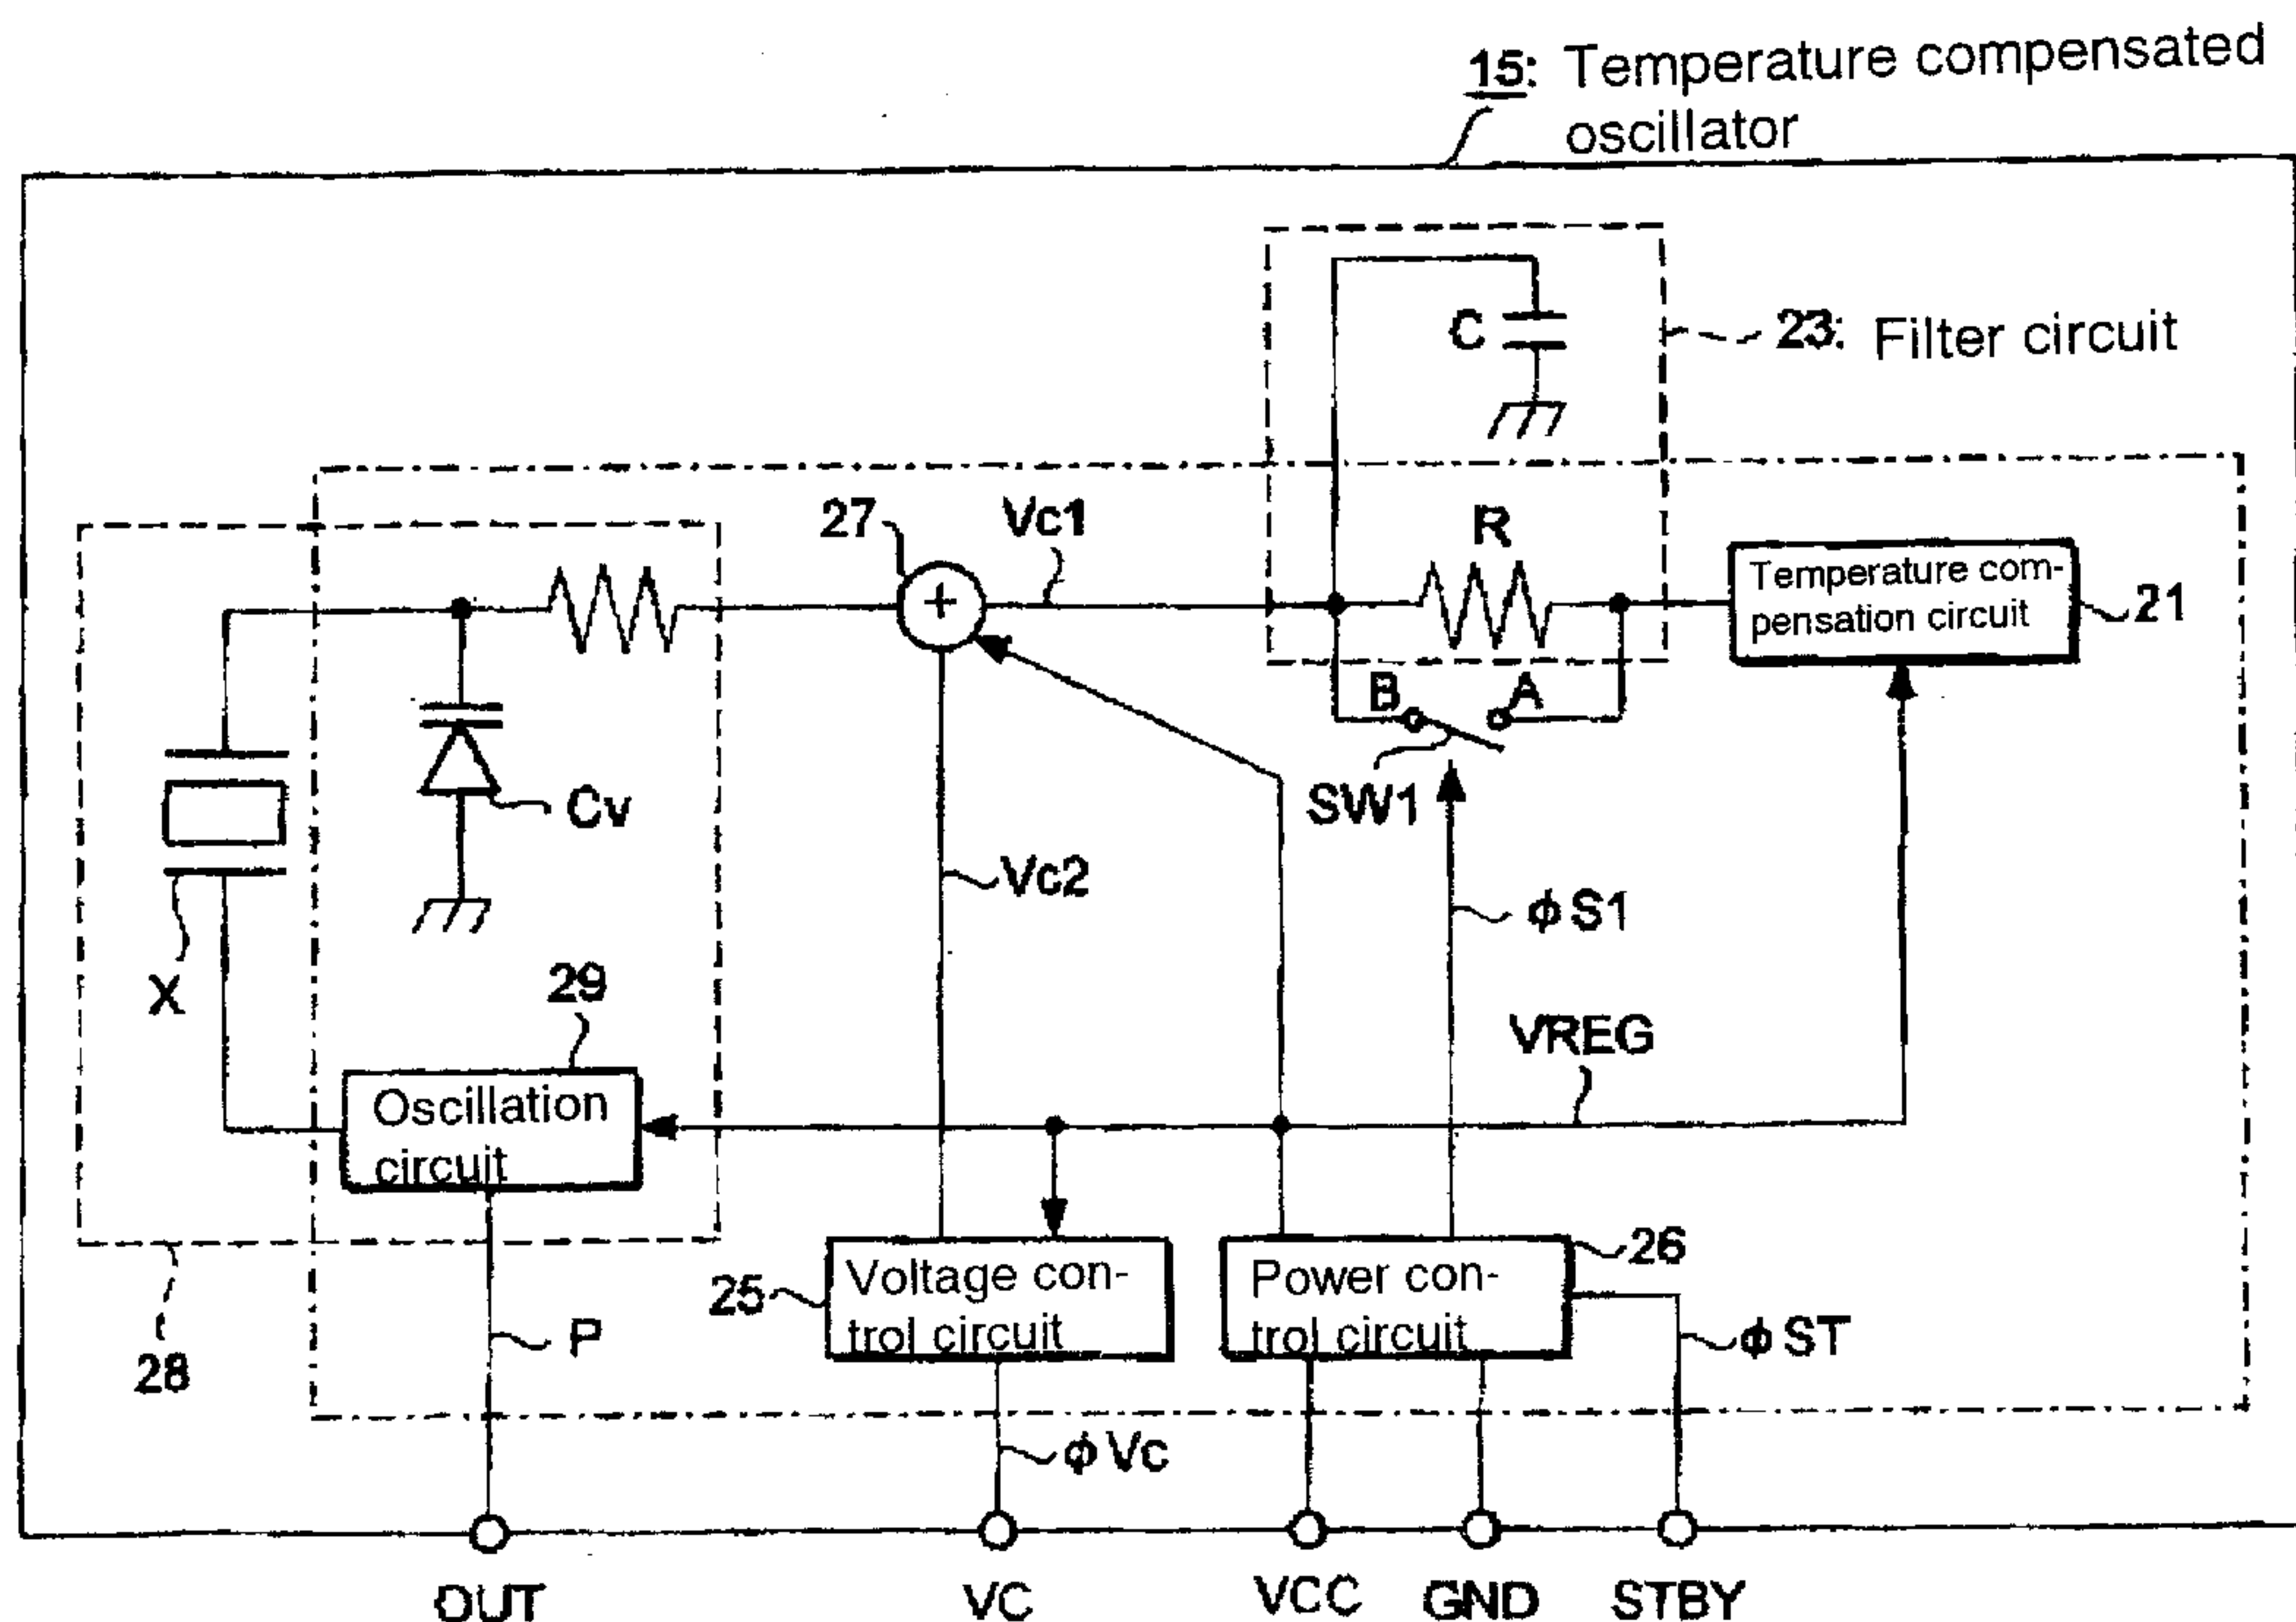 15: Temperature compensated
oscillator
C
23: Filter circuit
27
Vc1
R
Temperature com-
pensation circuit
21
B
A
SW1
Cv
Vc2
φS1
X
29
VREG
Oscillation
circuit
26
25
Voltage con-
trol circuit
Power con-
trol circuit
28
P
φST
φVc
OUT
VC
VCC
GND
STBY
+